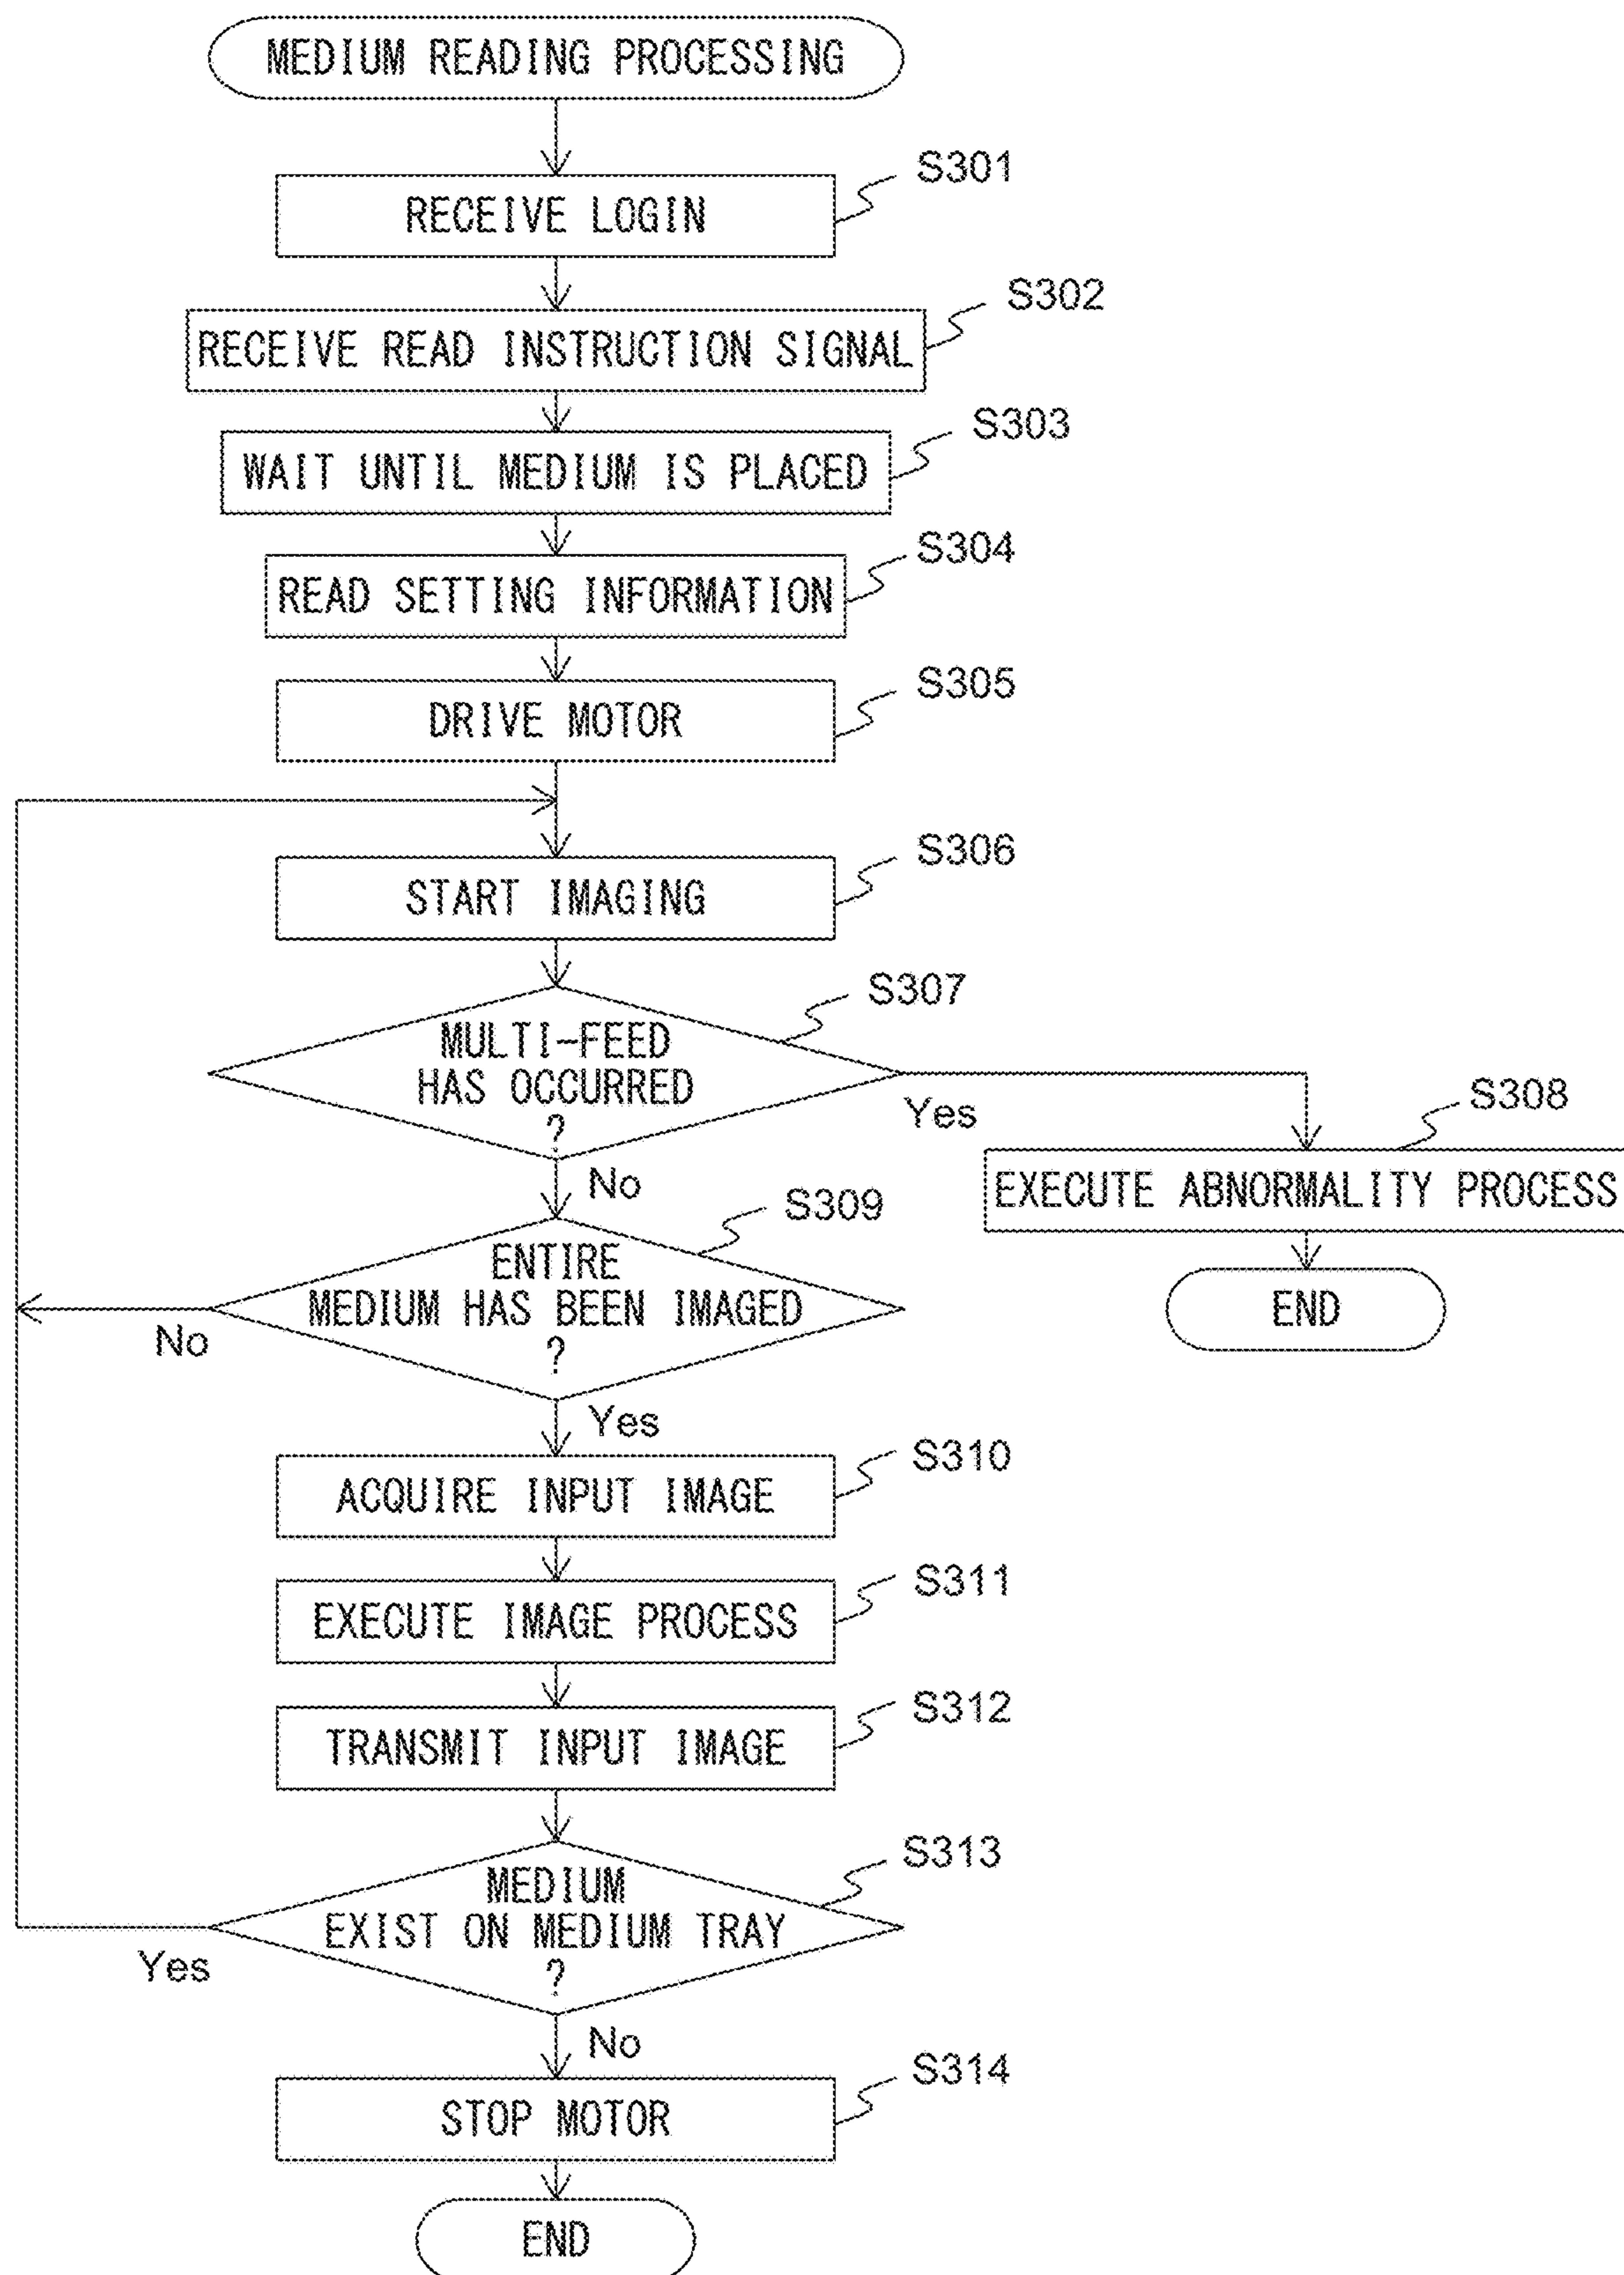 MEDIUM READING PROCESSING
S301
RECEIVE LOGIN
S302
RECEIVE READ INSTRUCTION SIGNAL
S303
WAIT UNTIL MEDIUM IS PLACED
S304
READ SETTING INFORMATION
S305
DRIVE MOTOR
S306
START IMAGING
S307
MULTI-FEED
HAS OCCURRED
?
Yes
No
S308
EXECUTE ABNORMALITY PROCESS
END
S309
ENTIRE
MEDIUM HAS BEEN IMAGED
?
No
Yes
S310
ACQUIRE INPUT IMAGE
S311
EXECUTE IMAGE PROCESS
S312
TRANSMIT INPUT IMAGE
S313
MEDIUM
EXIST ON MEDIUM TRAY
?
Yes
No
S314
STOP MOTOR
END